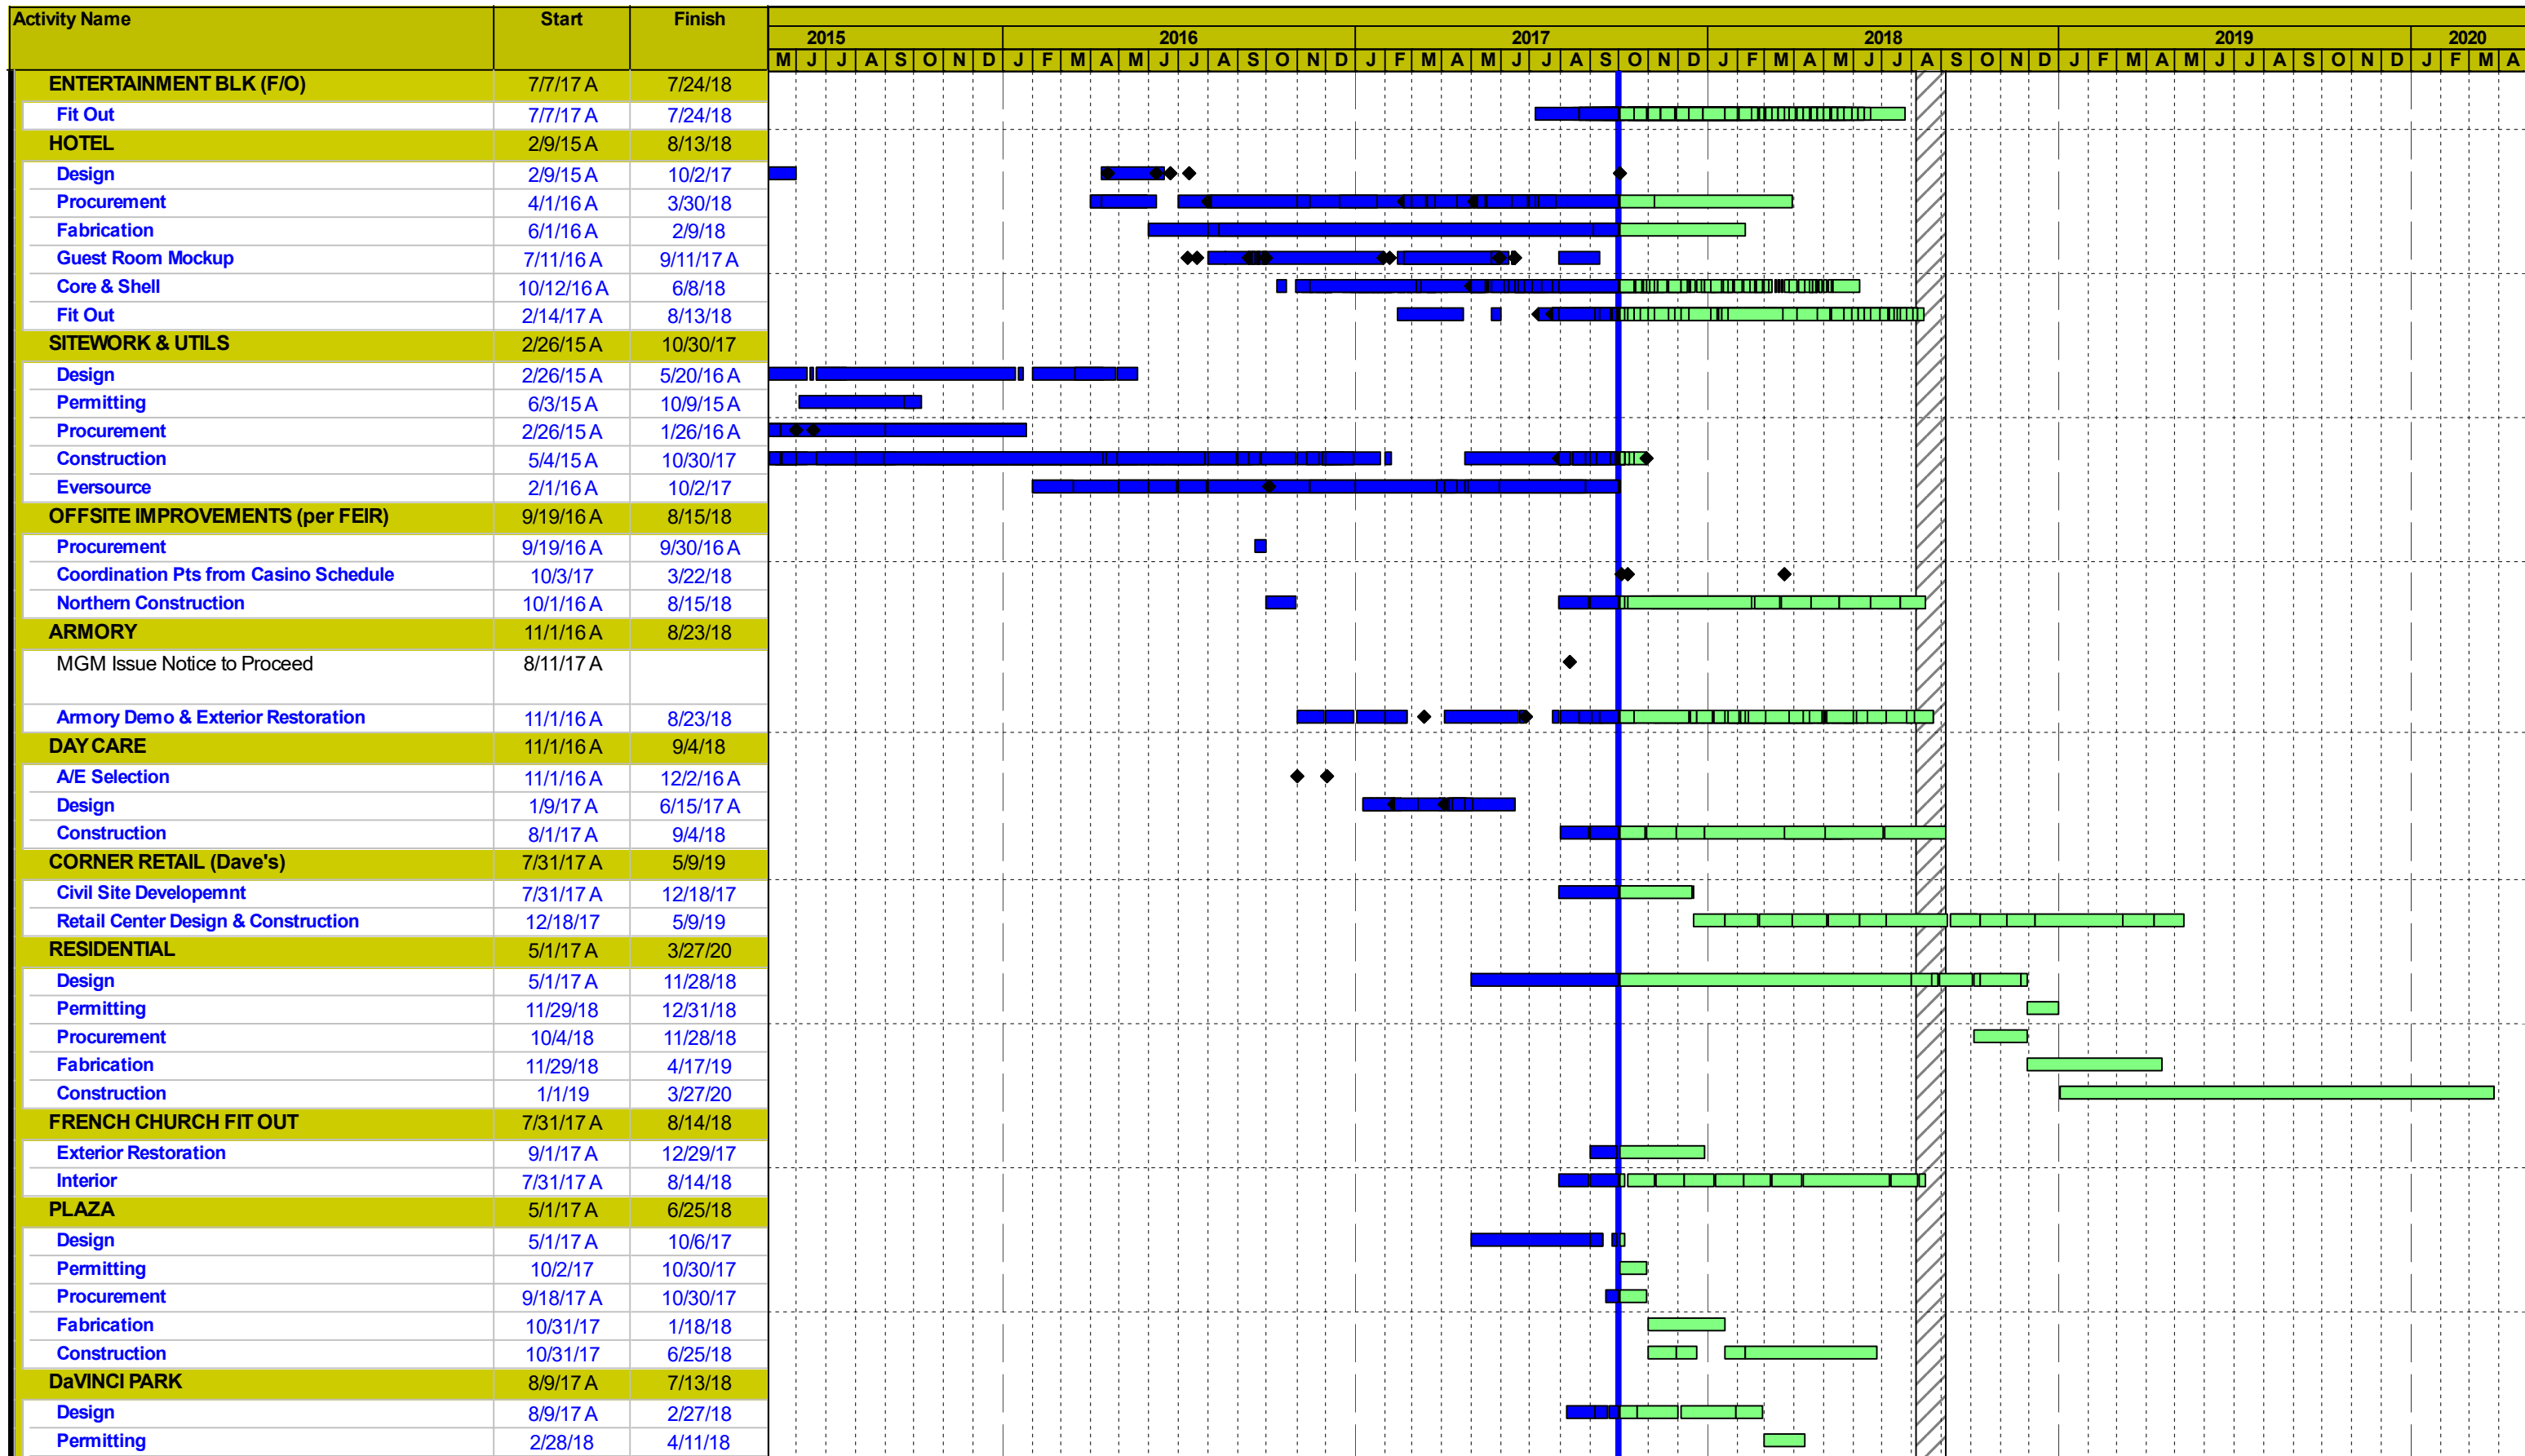 Activity Name Start Finish
2015 2016 2017 2018 2019 2020
M J J A S O N D J F M A M J J A S O N D J F M A M J J A S O N D J F M A M J J A S O N D J F M A M J J A S O N D J F M A
ENTERTAINMENT BLK (F/O) 7/7/17 A 7/24/18
Fit Out 7/7/17 A 7/24/18
HOTEL 2/9/15 A 8/13/18
Design 2/9/15 A 10/2/17
Procurement 4/1/16 A 3/30/18
Fabrication 6/1/16 A 2/9/18
Guest Room Mockup 7/11/16 A 9/11/17 A
Core & Shell 10/12/16 A 6/8/18
Fit Out 2/14/17 A 8/13/18
SITEWORK & UTILS 2/26/15 A 10/30/17
Design 2/26/15 A 5/20/16 A
Permitting 6/3/15 A 10/9/15 A
Procurement 2/26/15 A 1/26/16 A
Construction 5/4/15 A 10/30/17
Eversource 2/1/16 A 10/2/17
OFFSITE IMPROVEMENTS (per FEIR) 9/19/16 A 8/15/18
Procurement 9/19/16 A 9/30/16 A
Coordination Pts from Casino Schedule 10/3/17 3/22/18
Northern Construction 10/1/16 A 8/15/18
ARMORY 11/1/16 A 8/23/18
MGM Issue Notice to Proceed 8/11/17 A
Armory Demo & Exterior Restoration 11/1/16 A 8/23/18
DAY CARE 11/1/16 A 9/4/18
A/E Selection 11/1/16 A 12/2/16 A
Design 1/9/17 A 6/15/17 A
Construction 8/1/17 A 9/4/18
CORNER RETAIL (Dave's) 7/31/17 A 5/9/19
Civil Site Developemnt 7/31/17 A 12/18/17
Retail Center Design & Construction 12/18/17 5/9/19
RESIDENTIAL 5/1/17 A 3/27/20
Design 5/1/17 A 11/28/18
Permitting 11/29/18 12/31/18
Procurement 10/4/18 11/28/18
Fabrication 11/29/18 4/17/19
Construction 1/1/19 3/27/20
FRENCH CHURCH FIT OUT 7/31/17 A 8/14/18
Exterior Restoration 9/1/17 A 12/29/17
Interior 7/31/17 A 8/14/18
PLAZA 5/1/17 A 6/25/18
Design 5/1/17 A 10/6/17
Permitting 10/2/17 10/30/17
Procurement 9/18/17 A 10/30/17
Fabrication 10/31/17 1/18/18
Construction 10/31/17 6/25/18
DaVINCI PARK 8/9/17 A 7/13/18
Design 8/9/17 A 2/27/18
Permitting 2/28/18 4/11/18